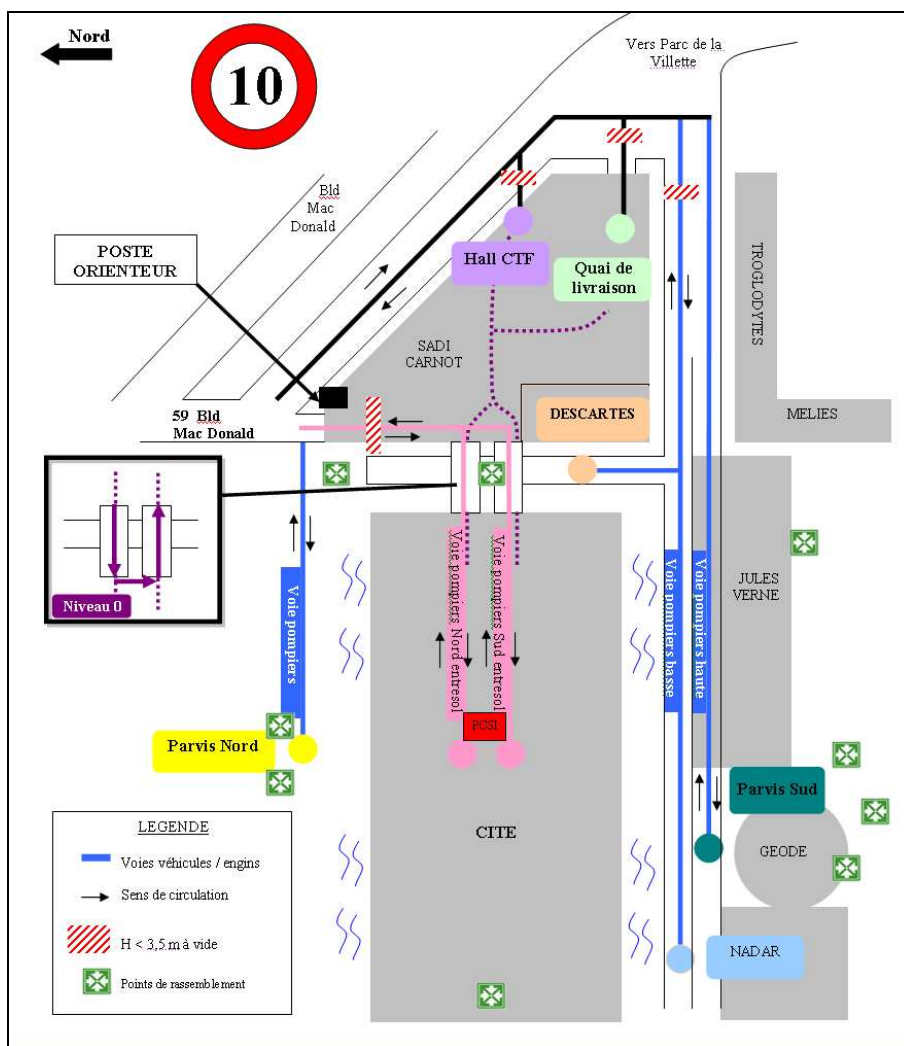 Nord
10
Vers Parc de la
Villette
Bld
Mac
Donald
POSTE
ORIENTEUR
Hall CTF
Quai de
livraison
TROGLODYTES
SADI
CARNOT
59 Bld
Mac Donald
DESCARTES
MELIES
Niveau 0
Voie pompiers
Voie pompiers Nord entresol
Voie pompiers Sud entresol
Voie pompiers basse
Voie pompiers haute
JULES
VERNE
PCSI
Parvis Nord
Parvis Sud
LEGENDE
Voies véhicules / engins
Sens de circulation
H < 3,5 m à vide
Points de rassemblement
CITE
GEODE
NADAR